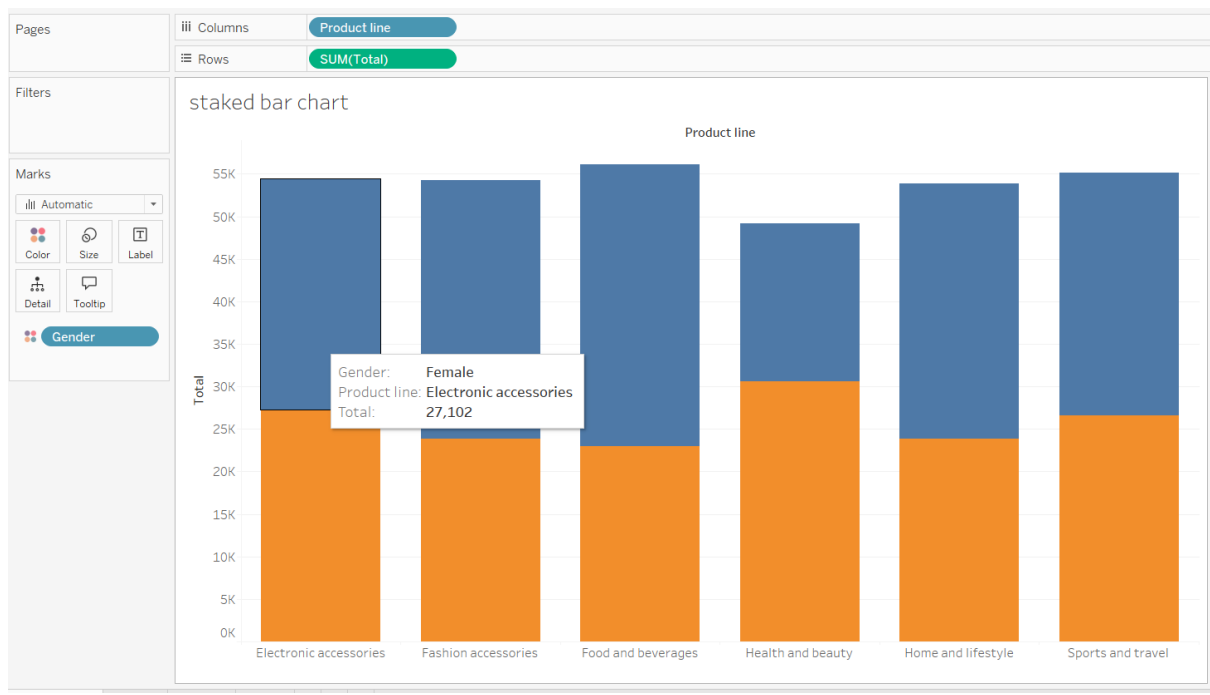 Pages
Columns
Product line
Rows
SUM(Total)
Filters
Marks
Automatic
Color
Size
Label
Detail
Tooltip
Gender
staked bar chart
Product line
Total
55K
50K
45K
40K
35K
30K
25K
20K
15K
10K
5K
0K
Gender: Female
Product line: Electronic accessories
Total: 27,102
Electronic accessories
Fashion accessories
Food and beverages
Health and beauty
Home and lifestyle
Sports and travel